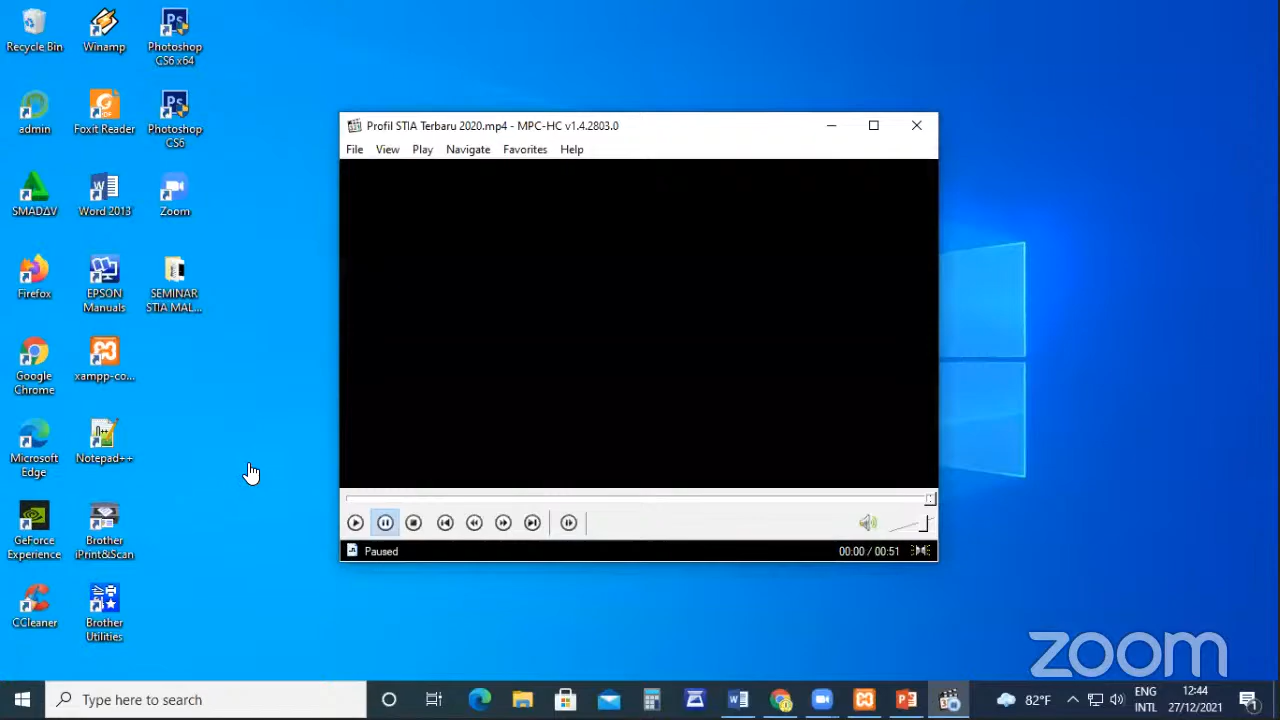 Recycle Bin
Winamp
Photoshop
CS6 x64
admin
Foxit Reader
Photoshop
CS6
SMADΔV
Word 2013
Zoom
Firefox
EPSON
Manuals
SEMINAR
STIA MAL...
Google
Chrome
xampp-co...
Microsoft
Edge
Notepad++
GeForce
Experience
Brother
iPrint&Scan
CCleaner
Brother
Utilities
Profil STIA Terbaru 2020.mp4 - MPC-HC v1.4.2803.0
File View Play Navigate Favorites Help
Paused
00:00 / 00:51
zoom
Type here to search
82°F
ENG
INTL
12:44
27/12/2021
1